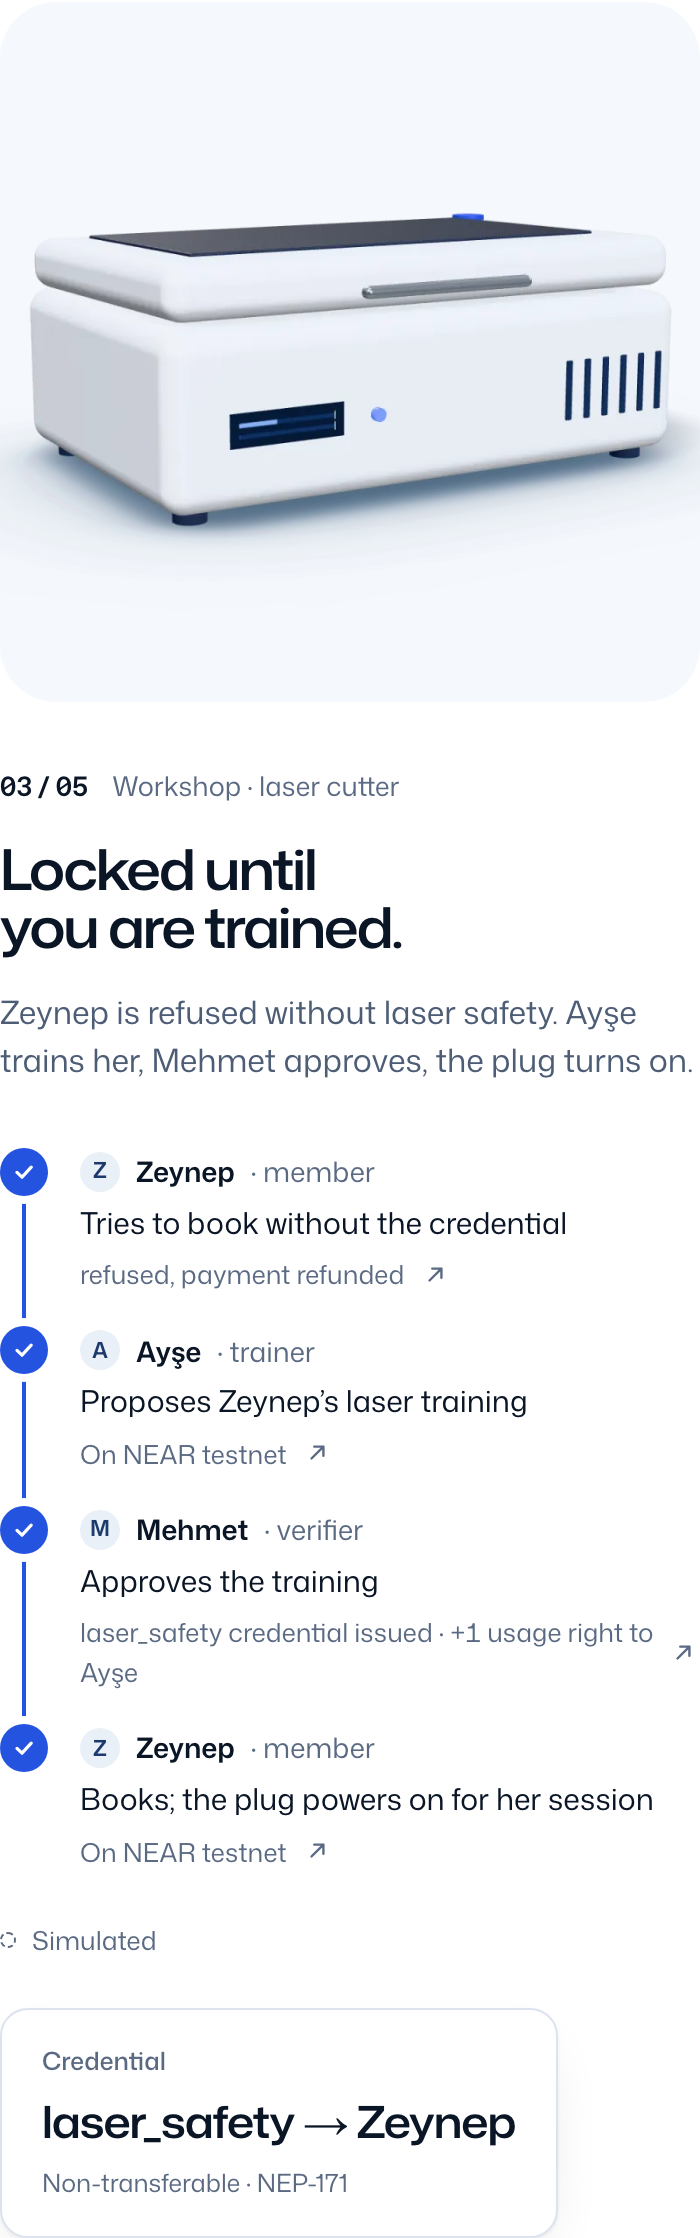 03 / 05 Workshop · laser cutter
Locked until
you are trained.
Zeynep is refused without laser safety. Ayşe
trains her, Mehmet approves, the plug turns on.
Z Zeynep · member
Tries to book without the credential
refused, payment refunded ↗
A Ayşe · trainer
Proposes Zeynep’s laser training
On NEAR testnet ↗
M Mehmet · verifier
Approves the training
laser_safety credential issued · +1 usage right to
Ayşe ↗
Z Zeynep · member
Books; the plug powers on for her session
On NEAR testnet ↗
Simulated
Credential
laser_safety → Zeynep
Non-transferable · NEP-171